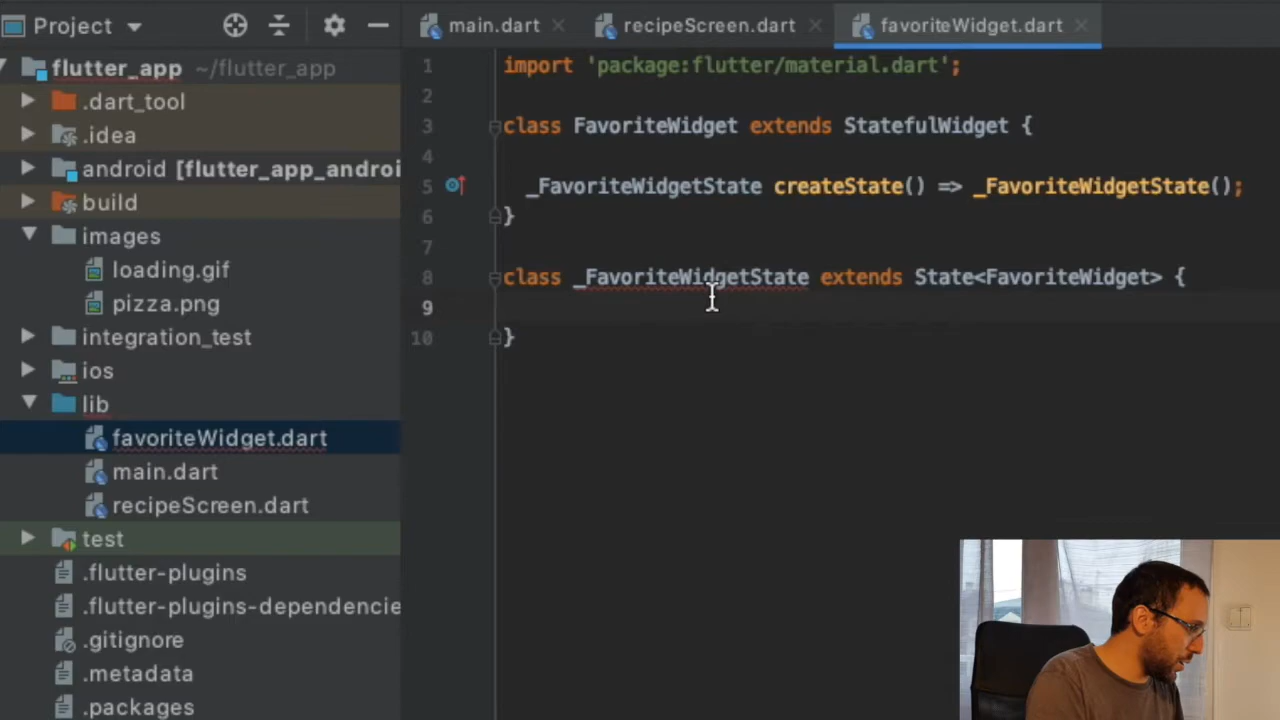 Project
main.dart
recipeScreen.dart
favoriteWidget.dart
flutter_app ~/flutter_app
.dart_tool
.idea
android [flutter_app_androi
build
images
loading.gif
pizza.png
integration_test
ios
lib
favoriteWidget.dart
main.dart
recipeScreen.dart
test
.flutter-plugins
.flutter-plugins-dependencie
.gitignore
.metadata
.packages
1 import 'package:flutter/material.dart';
2
3 class FavoriteWidget extends StatefulWidget {
4
5 _FavoriteWidgetState createState() => _FavoriteWidgetState();
6 }
7
8 class _FavoriteWidgetState extends State<FavoriteWidget> {
9
10 }